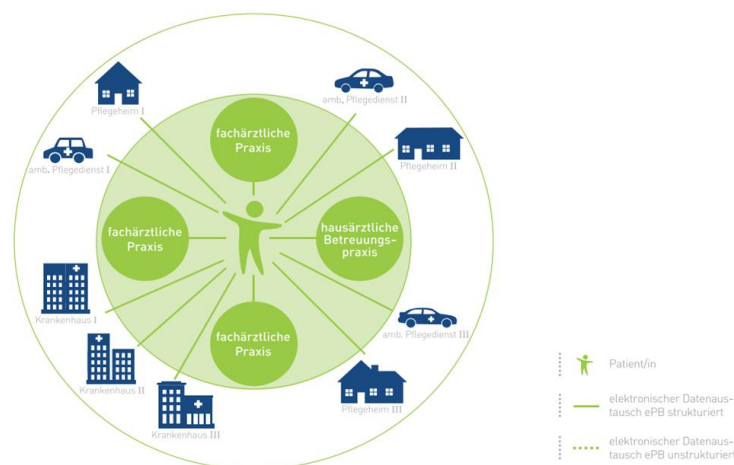 amb. Pflegedienst II
Pflegeheim I
fachärztliche
Praxis
amb. Pflegedienst I
Pflegeheim II
fachärztliche
Praxis
hausärztliche
Betreuungs-
praxis
Krankenhaus I
fachärztliche
Praxis
amb. Pflegedienst III
Krankenhaus II
Pflegeheim III
Krankenhaus III
Patient/in
elektronischer Datenaus-
tausch ePB strukturiert
elektronischer Datenaus-
tausch ePB unstrukturiert